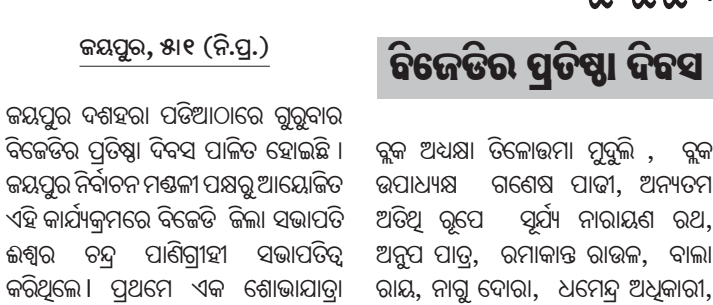 ବିଜେଡିର ପ୍ରତିଷ୍ଠା ଦିବସ
ଜୟପୁର, ୫ା୧ (ନି.ପ୍ର.)
ଜୟପୁର ଦଶହରା ପଡିଆଠାରେ ଗୁରୁବାର
ବିଜେଡିର ପ୍ରତିଷ୍ଠା ଦିବସ ପାଳିତ ହୋଇଛି ।
ଜୟପୁର ନିର୍ବାଚନ ମଣ୍ଡଳୀ ପକ୍ଷରୁ ଆୟୋଜିତ
ଏହି କାର୍ଯ୍ୟକ୍ରମରେ ବିଜେଡି ଜିଲା ସଭାପତି
ଈଶ୍ୱର ଚନ୍ଦ୍ର ପାଣିଗ୍ରାହୀ ସଭାପତିତ୍ୱ
କରିଥିଲେ। ପ୍ରଥମେ ଏକ ଶୋଭାଯାତ୍ରା
ବ୍ଲକ ଅଧ୍ୟକ୍ଷା ତିଳୋଉମା ମୁଦୁଲି , ବ୍ଲକ
ଉପାଧ୍ୟକ୍ଷ ଗଣେଷ ପାଢୀ, ଅନ୍ୟତମ
ଅତିଥି ରୂପେ ସୂର୍ଯ୍ୟ ନାରାୟଣ ରଥ,
ଅନୁପ ପାତ୍ର, ରମାକାନ୍ତ ରାଉଳ, ବାଲା
ରାୟ, ନାଗୁ ଦୋରା, ଧମେନ୍ଦ୍ର ଅଧିକାରୀ,